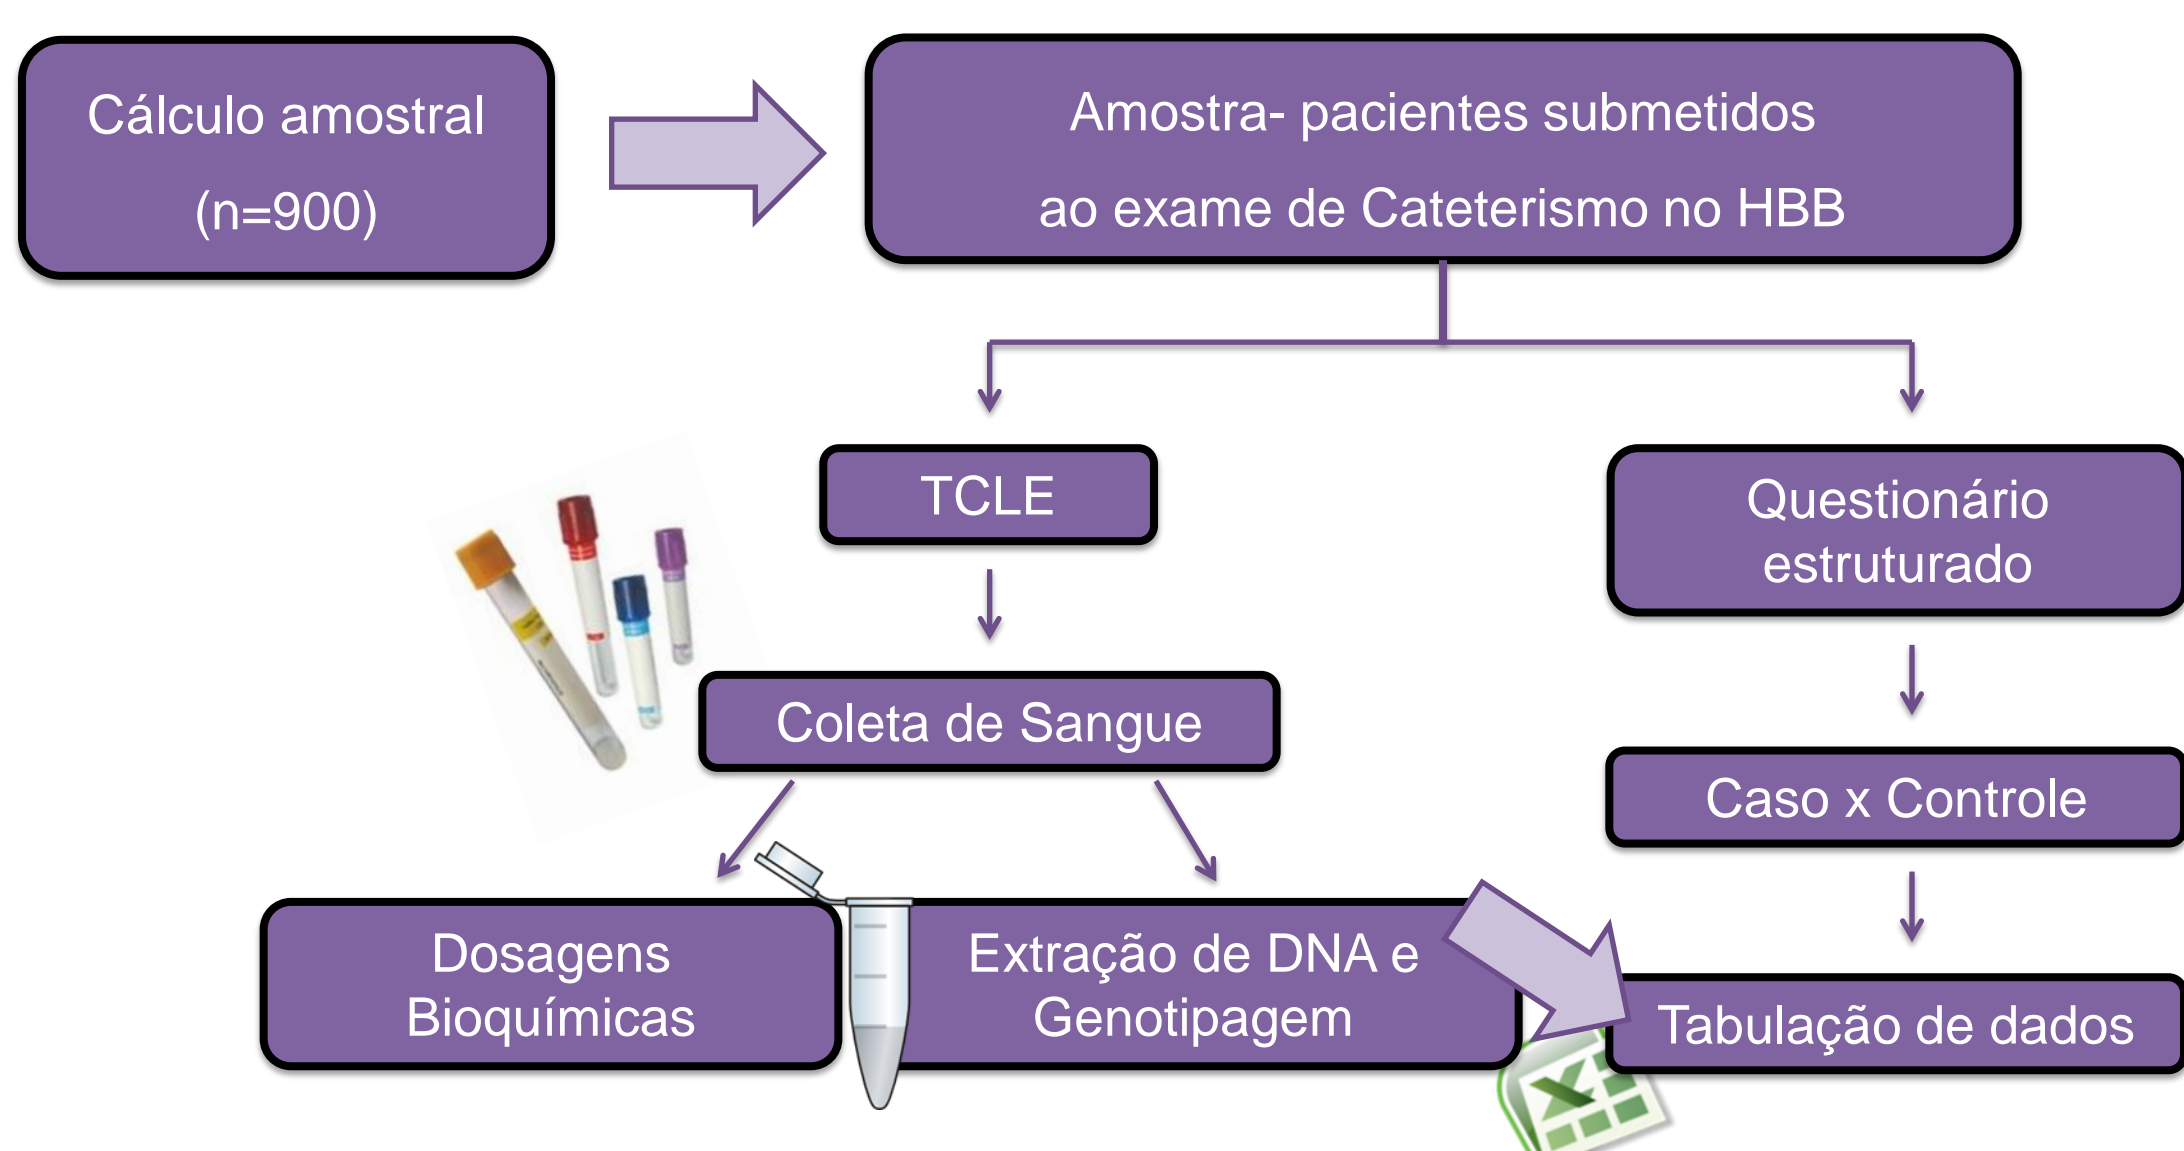 Cálculo amostral
(n=900)
Amostra- pacientes submetidos
ao exame de Cateterismo no HBB
TCLE
Questionário
estruturado
Coleta de Sangue
Caso x Controle
Dosagens
Bioquímicas
Extração de DNA e
Genotipagem
Tabulação de dados